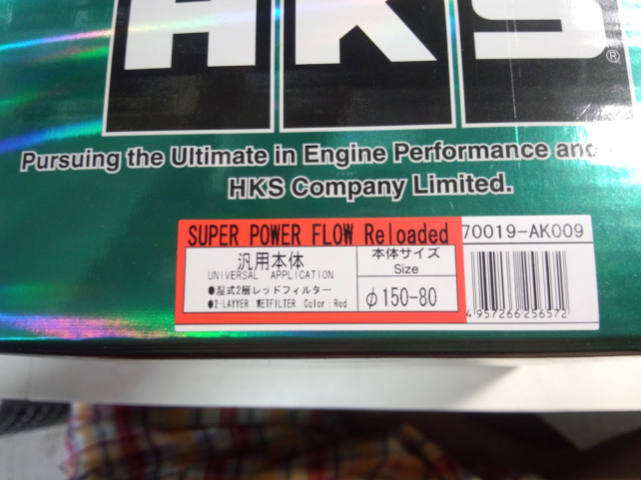 HKS
®
Pursuing the Ultimate in Engine Performance and
HKS Company Limited.
SUPER POWER FLOW Reloaded
70019-AK009
汎用本体
UNIVERSAL APPLICATION
●湿式2層レッドフィルター
●2-LAYYER WETFILTER Color:Red
本体サイズ
Size
φ150-80
4957266256572